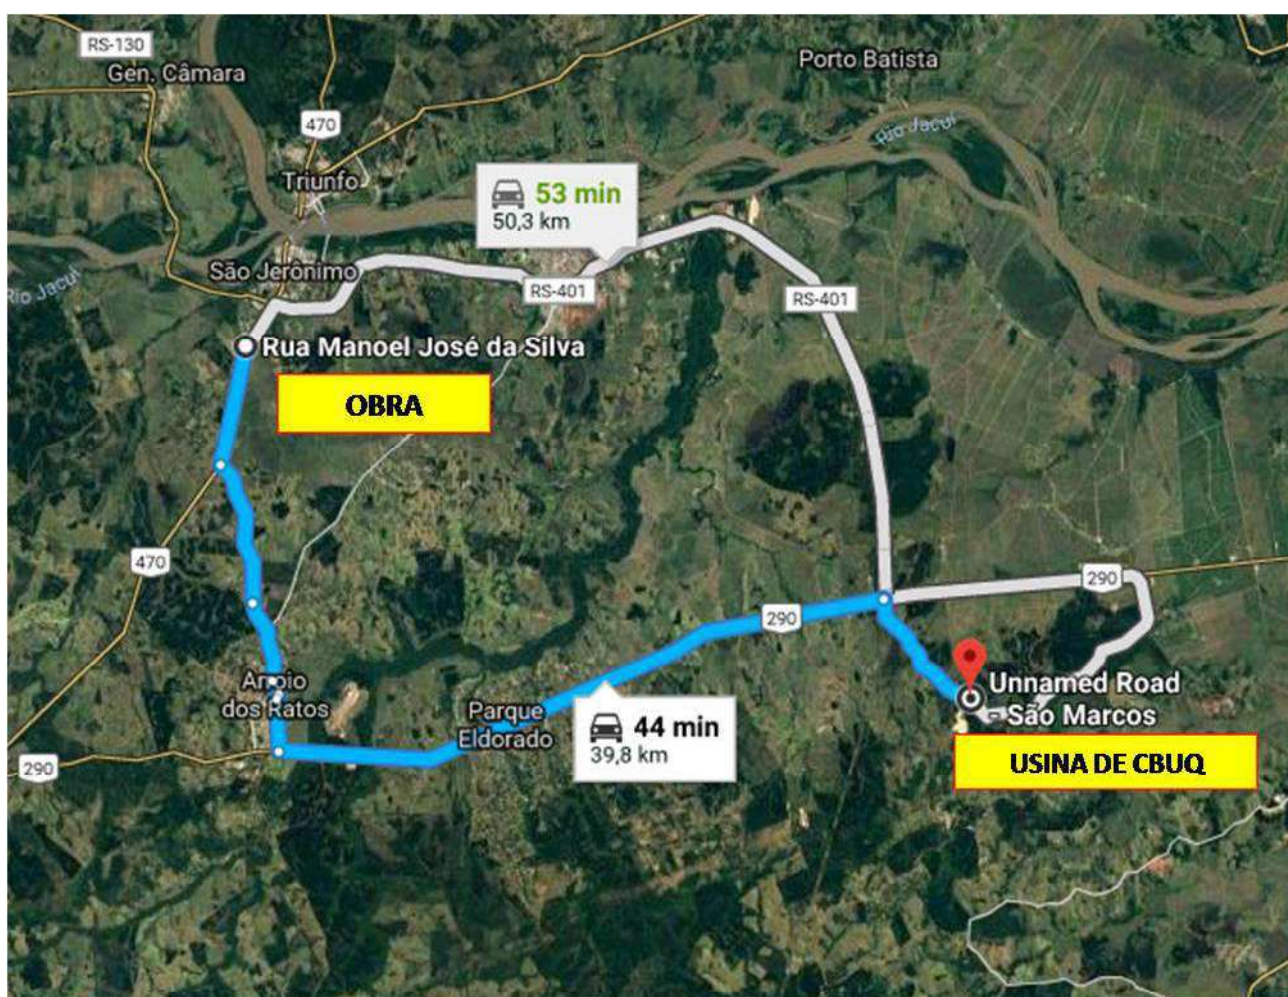 RS-130
Gen. Câmara
Porto Batista
470
Rio Jacuí
Triunfo
53 min
50,3 km
São Jerônimo
Rio Jacuí
RS-401
RS-401
Rua Manoel José da Silva
OBRA
470
290
290
Arroio
dos Ratos
Unnamed Road
- São Marcos
Parque
Eldorado
44 min
39,8 km
290
USINA DE CBUQ